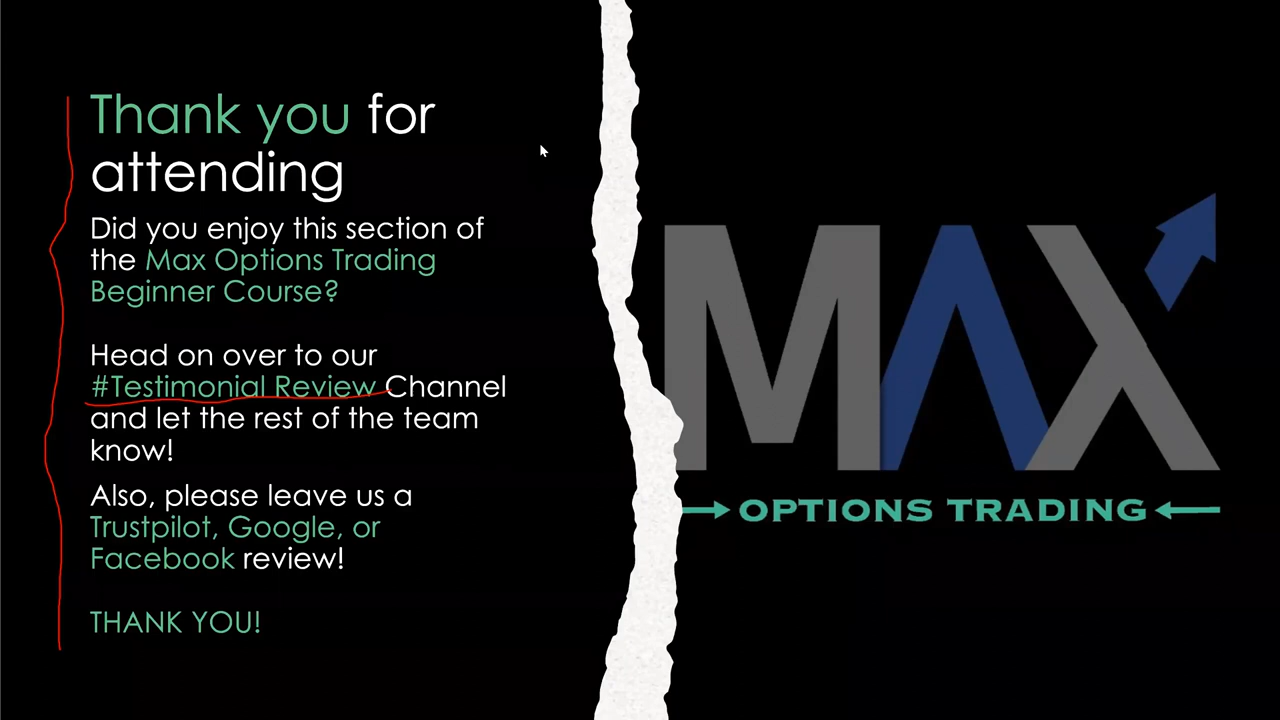 Thank you for
attending
Did you enjoy this section of
the Max Options Trading
Beginner Course?
Head on over to our
#Testimonial Review Channel
and let the rest of the team
know!
Also, please leave us a
Trustpilot, Google, or
Facebook review!
THANK YOU!
MAX
OPTIONS TRADING